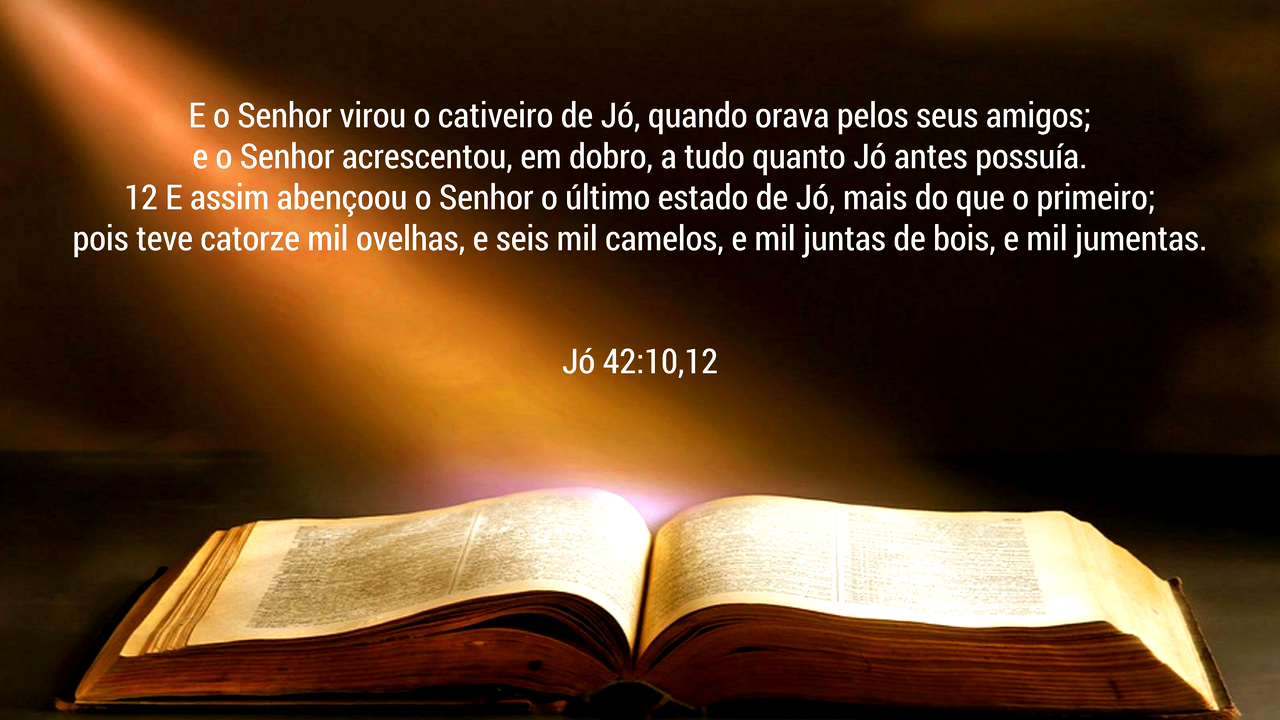 E o Senhor virou o cativeiro de Jó, quando orava pelos seus amigos;
e o Senhor acrescentou, em dobro, a tudo quanto Jó antes possuía.
12 E assim abençoou o Senhor o último estado de Jó, mais do que o primeiro;
pois teve catorze mil ovelhas, e seis mil camelos, e mil juntas de bois, e mil jumentas.
Jó 42:10,12